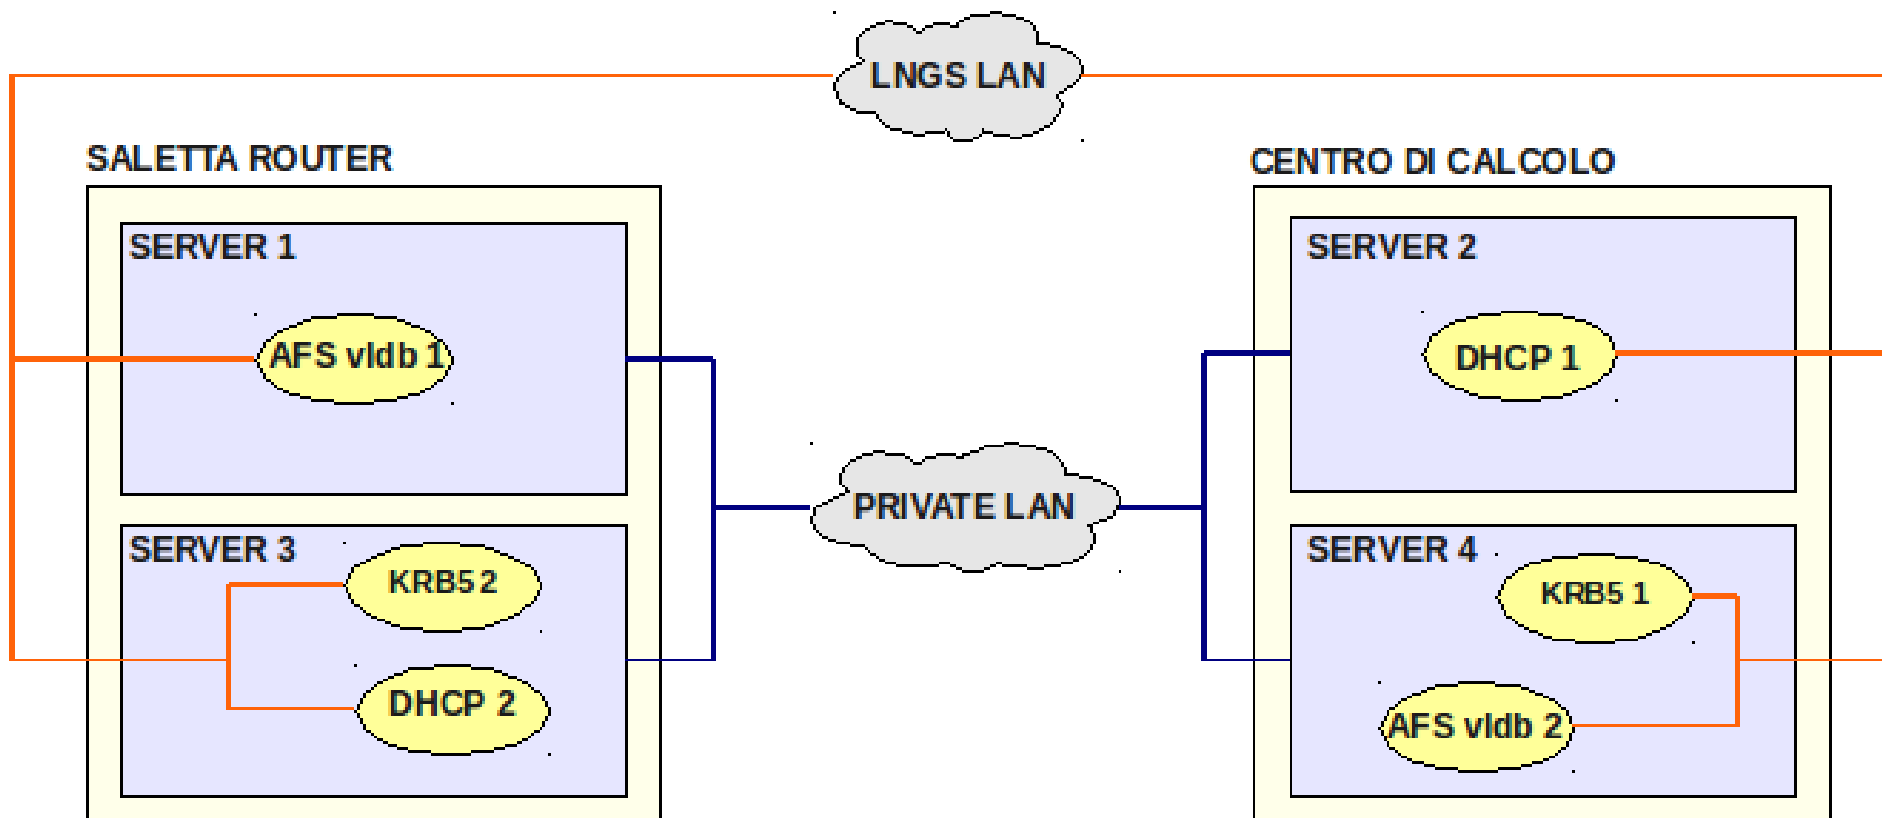 LNGS LAN
SALETTA ROUTER
CENTRO DI CALCOLO
SERVER 1
AFS vldb 1
SERVER 2
DHCP 1
PRIVATE LAN
SERVER 3
KRB5 2
DHCP 2
SERVER 4
KRB5 1
AFS vldb 2